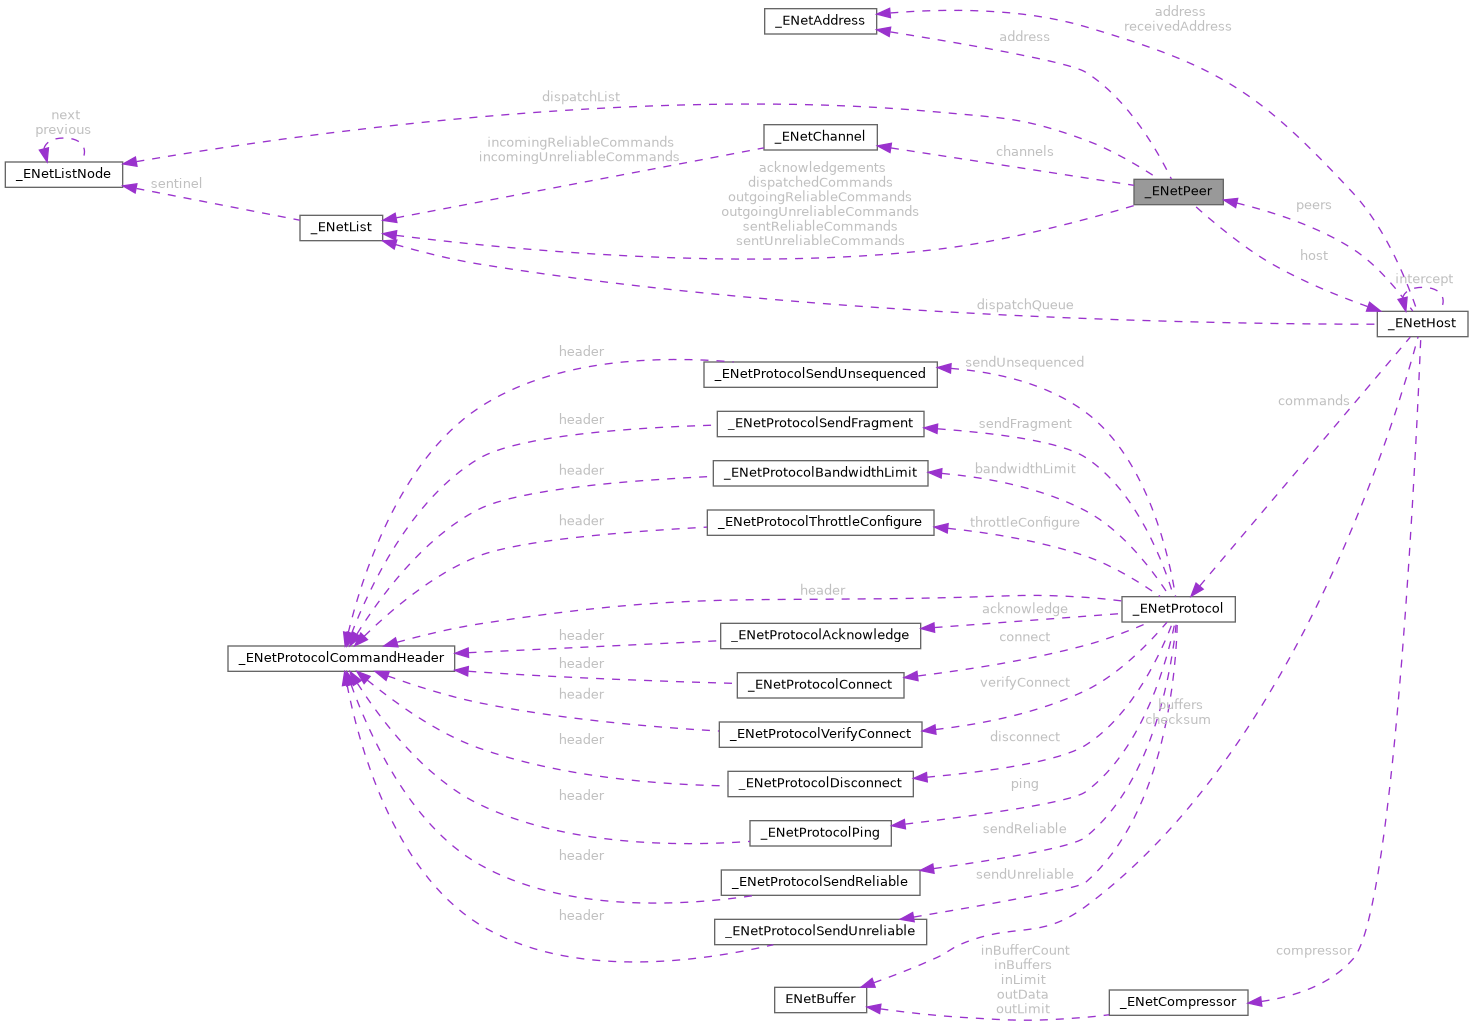 _ENetAddress
address
receivedAddress
address
dispatchList
next
previous
_ENetListNode
sentinel
incomingReliableCommands
incomingUnreliableCommands
_ENetChannel
channels
_ENetPeer
acknowledgements
dispatchedCommands
outgoingReliableCommands
outgoingUnreliableCommands
sentReliableCommands
sentUnreliableCommands
_ENetList
peers
host
intercept
dispatchQueue
_ENetHost
header
_ENetProtocolSendUnsequenced
sendUnsequenced
commands
header
_ENetProtocolSendFragment
sendFragment
header
_ENetProtocolBandwidthLimit
bandwidthLimit
header
_ENetProtocolThrottleConfigure
throttleConfigure
header
_ENetProtocol
header
_ENetProtocolAcknowledge
acknowledge
_ENetProtocolCommandHeader
header
_ENetProtocolConnect
connect
header
_ENetProtocolVerifyConnect
verifyConnect
buffers
checksum
header
_ENetProtocolDisconnect
disconnect
header
_ENetProtocolPing
ping
header
_ENetProtocolSendReliable
sendReliable
header
_ENetProtocolSendUnreliable
sendUnreliable
inBufferCount
inBuffers
inLimit
outData
outLimit
compressor
ENetBuffer
_ENetCompressor